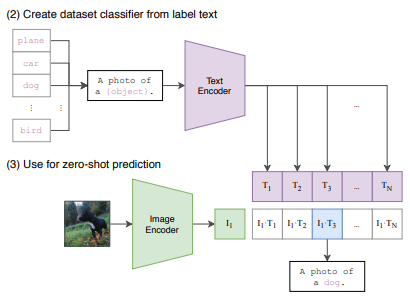 (2) Create dataset classifier from label text
plane
car
dog
⋮
⋮
bird
A photo of
a {object}.
Text
Encoder
...
(3) Use for zero-shot prediction
Image
Encoder
I₁
T₁ T₂ T₃ ... T_N
I₁·T₁ I₁·T₂ I₁·T₃ ... I₁·T_N
A photo of
a dog.